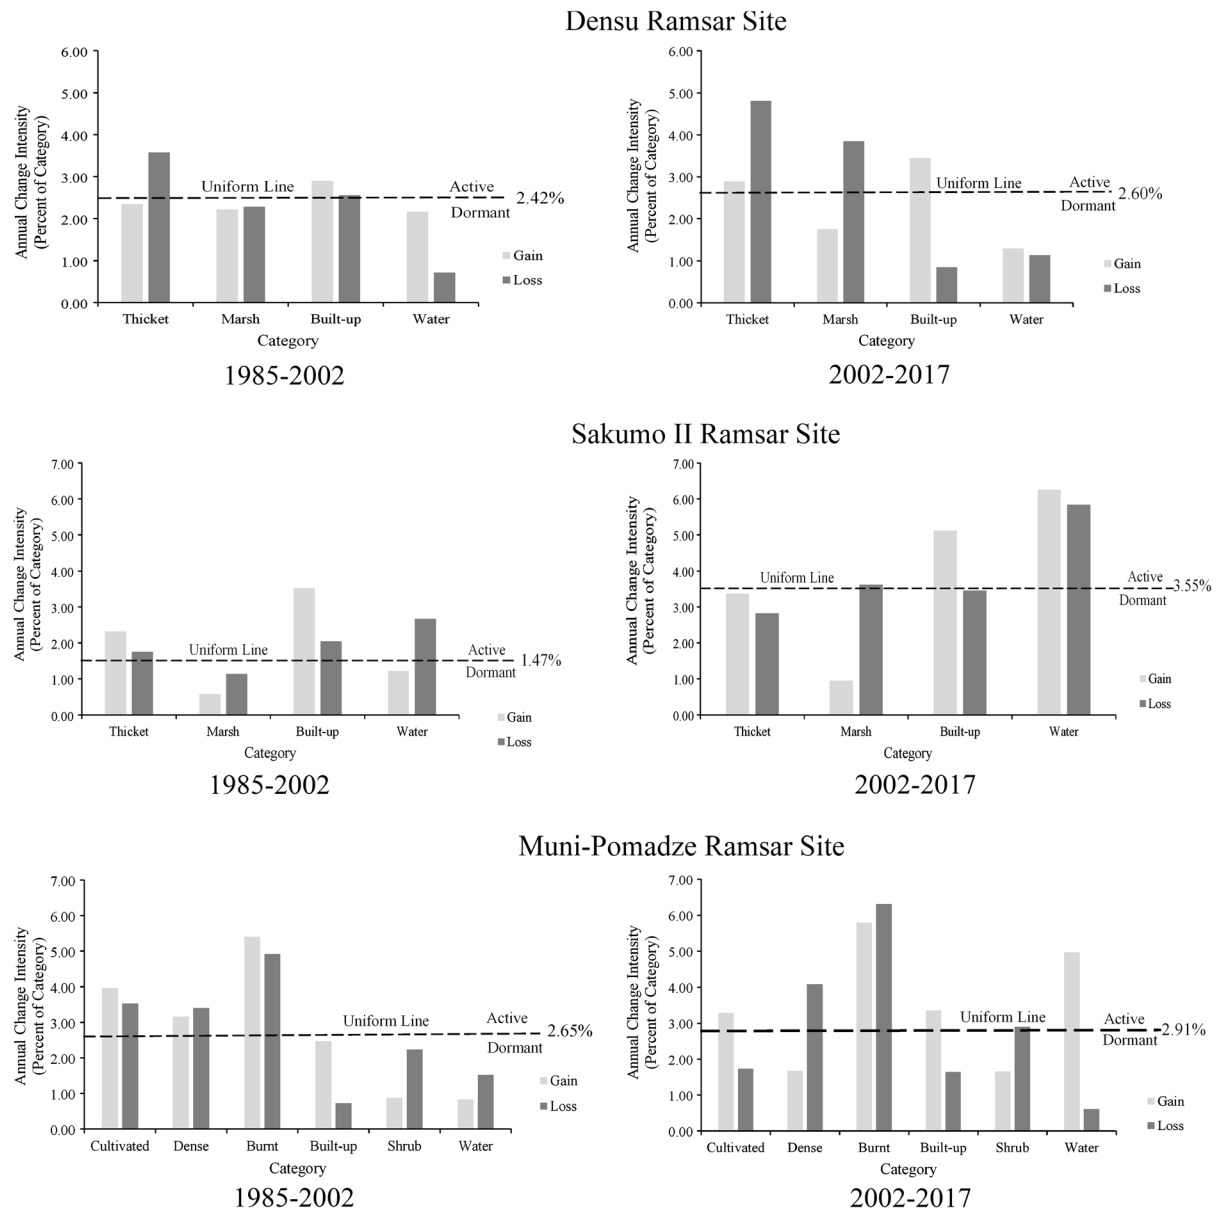 Densu Ramsar Site
Annual Change Intensity
(Percent of Category)
6.00
5.00
4.00
3.00
2.00
1.00
0.00
Uniform Line
Active
Dormant
2.42%
Gain
Loss
Thicket Marsh Built-up Water
Category
1985-2002
Annual Change Intensity
(Percent of Category)
6.00
5.00
4.00
3.00
2.00
1.00
0.00
Uniform Line
Active
Dormant
2.60%
Gain
Loss
Thicket Marsh Built-up Water
Category
2002-2017
Sakumo II Ramsar Site
Annual Change Intensity
(Percent of Category)
7.00
6.00
5.00
4.00
3.00
2.00
1.00
0.00
Uniform Line
Active
Dormant
1.47%
Gain
Loss
Thicket Marsh Built-up Water
Category
1985-2002
Annual Change Intensity
(Percent of Category)
7.00
6.00
5.00
4.00
3.00
2.00
1.00
0.00
Uniform Line
Active
Dormant
3.55%
Gain
Loss
Thicket Marsh Built-up Water
Category
2002-2017
Muni-Pomadze Ramsar Site
Annual Change Intensity
(Percent of Category)
7.00
6.00
5.00
4.00
3.00
2.00
1.00
0.00
Uniform Line
Active
Dormant
2.65%
Gain
Loss
Cultivated Dense Burnt Built-up Shrub Water
Category
1985-2002
Annual Change Intensity
(Percent of Category)
7.00
6.00
5.00
4.00
3.00
2.00
1.00
0.00
Uniform Line
Active
Dormant
2.91%
Gain
Loss
Cultivated Dense Burnt Built-up Shrub Water
Category
2002-2017